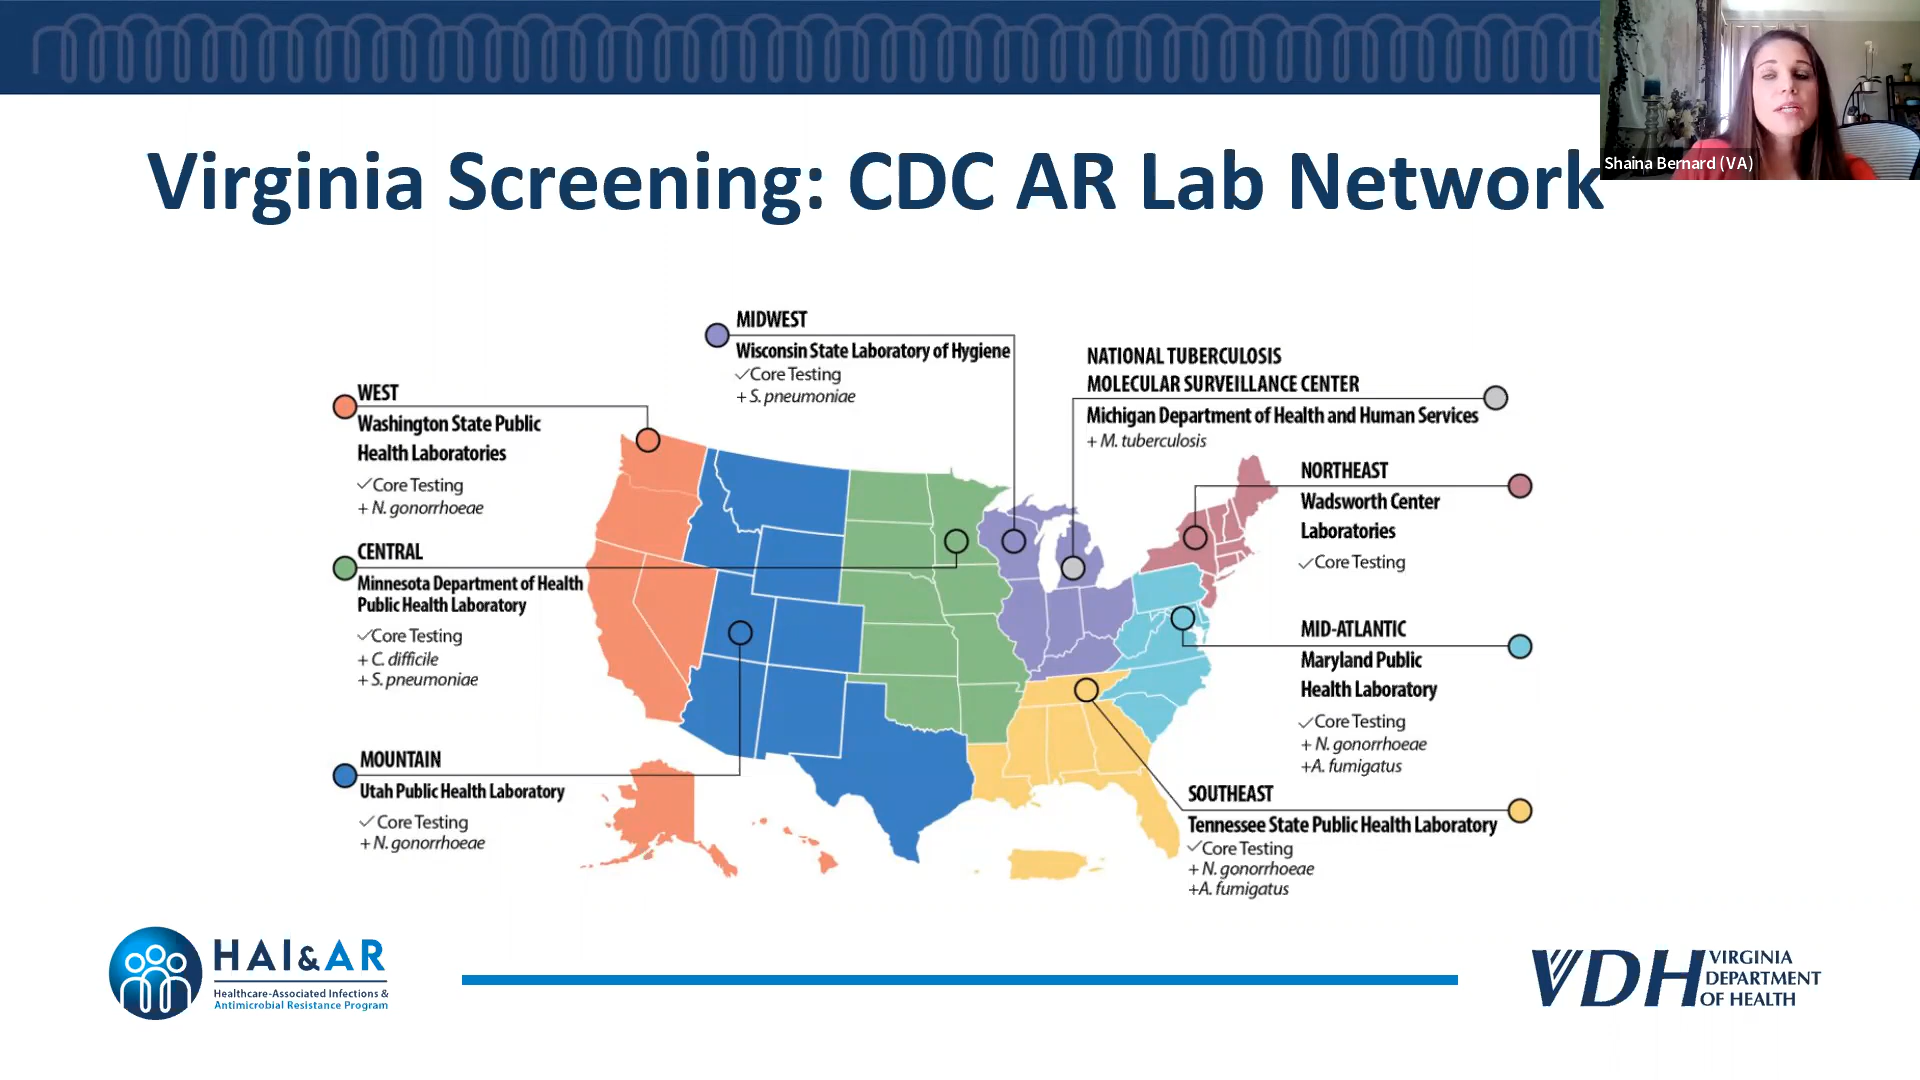 Virginia Screening: CDC AR Lab Network
Shaina Bernard (VA)
MIDWEST
Wisconsin State Laboratory of Hygiene
✓Core Testing
+ S. pneumoniae
NATIONAL TUBERCULOSIS
MOLECULAR SURVEILLANCE CENTER
Michigan Department of Health and Human Services
+ M. tuberculosis
WEST
Washington State Public
Health Laboratories
✓Core Testing
+ N. gonorrhoeae
NORTHEAST
Wadsworth Center
Laboratories
✓Core Testing
CENTRAL
Minnesota Department of Health
Public Health Laboratory
✓Core Testing
+ C. difficile
+ S. pneumoniae
MID-ATLANTIC
Maryland Public
Health Laboratory
✓Core Testing
+ N. gonorrhoeae
+A. fumigatus
MOUNTAIN
Utah Public Health Laboratory
✓ Core Testing
+ N. gonorrhoeae
SOUTHEAST
Tennessee State Public Health Laboratory
✓Core Testing
+ N. gonorrhoeae
+A. fumigatus
HAI&AR
Healthcare-Associated Infections &
Antimicrobial Resistance Program
VDH
VIRGINIA
DEPARTMENT
OF HEALTH